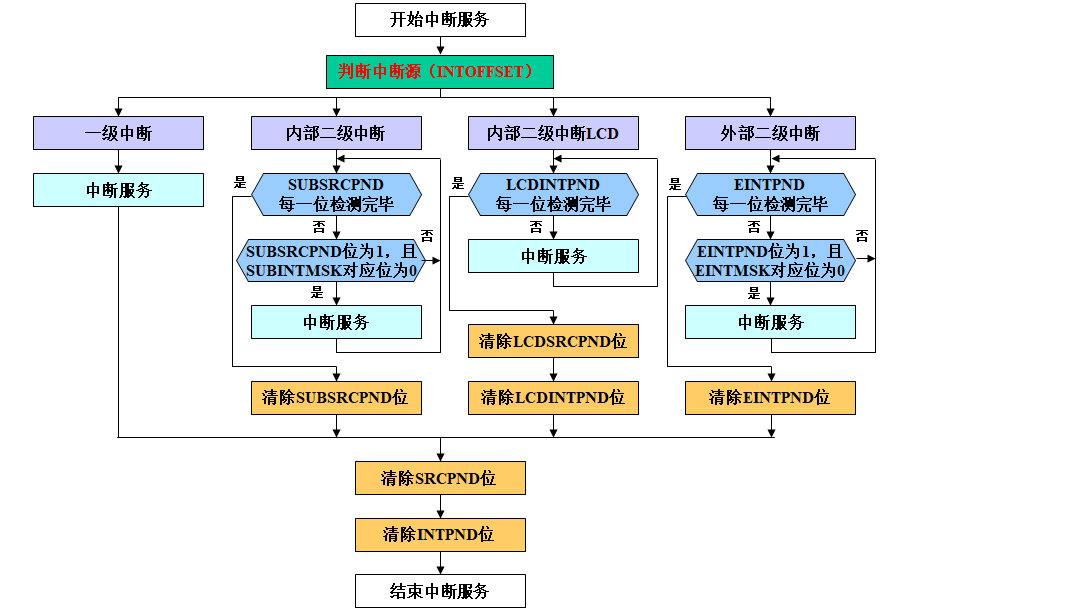 开始中断服务
判断中断源（INTOFFSET）
一级中断
内部二级中断
内部二级中断LCD
外部二级中断
中断服务
是
SUBSRCPND
每一位检测完毕
是
LCDINTPND
每一位检测完毕
是
EINTPND
每一位检测完毕
否
否
否
SUBSRCPND位为1，且
SUBINTMSK对应位为0
否
中断服务
EINTPND位为1，且
EINTMSK对应位为0
否
是
是
中断服务
中断服务
清除LCDSRCPND位
清除SUBSRCPND位
清除LCDINTPND位
清除EINTPND位
清除SRCPND位
清除INTPND位
结束中断服务